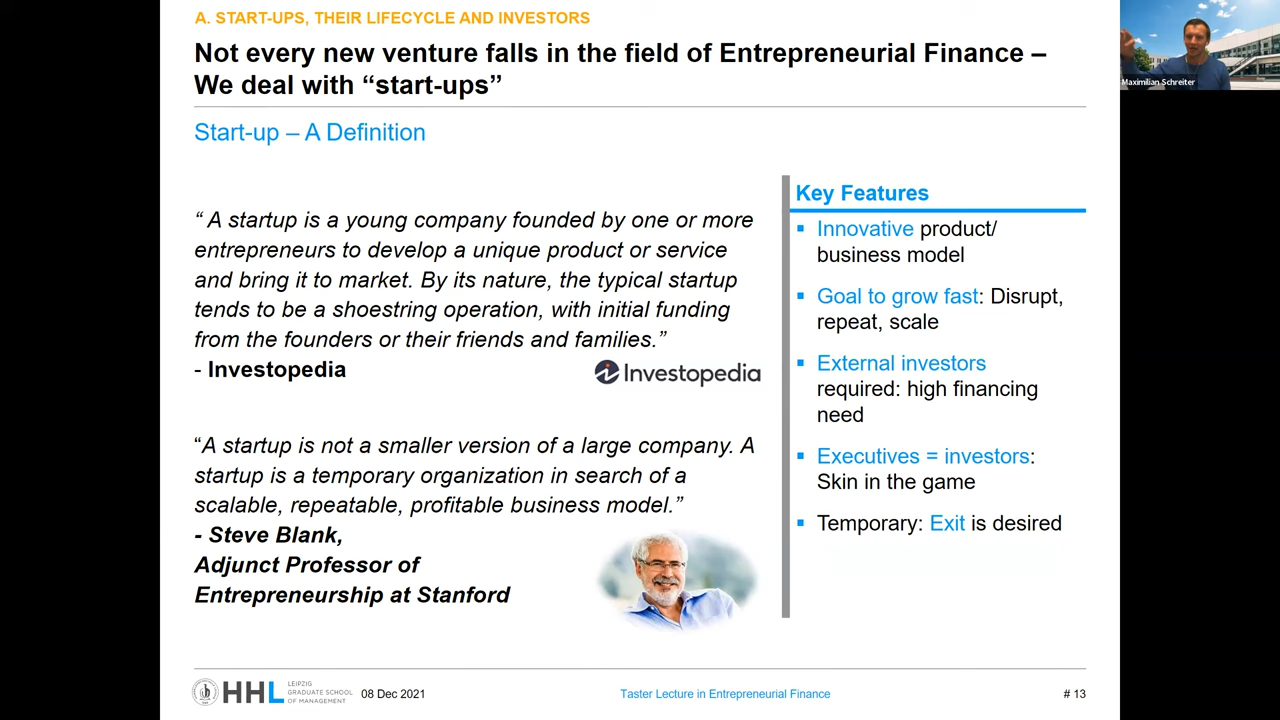 A. START-UPS, THEIR LIFECYCLE AND INVESTORS
Not every new venture falls in the field of Entrepreneurial Finance –
We deal with “start-ups”
Start-up – A Definition
“ A startup is a young company founded by one or more
entrepreneurs to develop a unique product or service
and bring it to market. By its nature, the typical startup
tends to be a shoestring operation, with initial funding
from the founders or their friends and families.”
- Investopedia
Investopedia
“A startup is not a smaller version of a large company. A
startup is a temporary organization in search of a
scalable, repeatable, profitable business model.”
- Steve Blank,
Adjunct Professor of
Entrepreneurship at Stanford
Key Features
▪ Innovative product/
business model
▪ Goal to grow fast: Disrupt,
repeat, scale
▪ External investors
required: high financing
need
▪ Executives = investors:
Skin in the game
▪ Temporary: Exit is desired
HHL
LEIPZIG
GRADUATE SCHOOL
OF MANAGEMENT
08 Dec 2021
Taster Lecture in Entrepreneurial Finance
# 13
Maximilian Schreiter